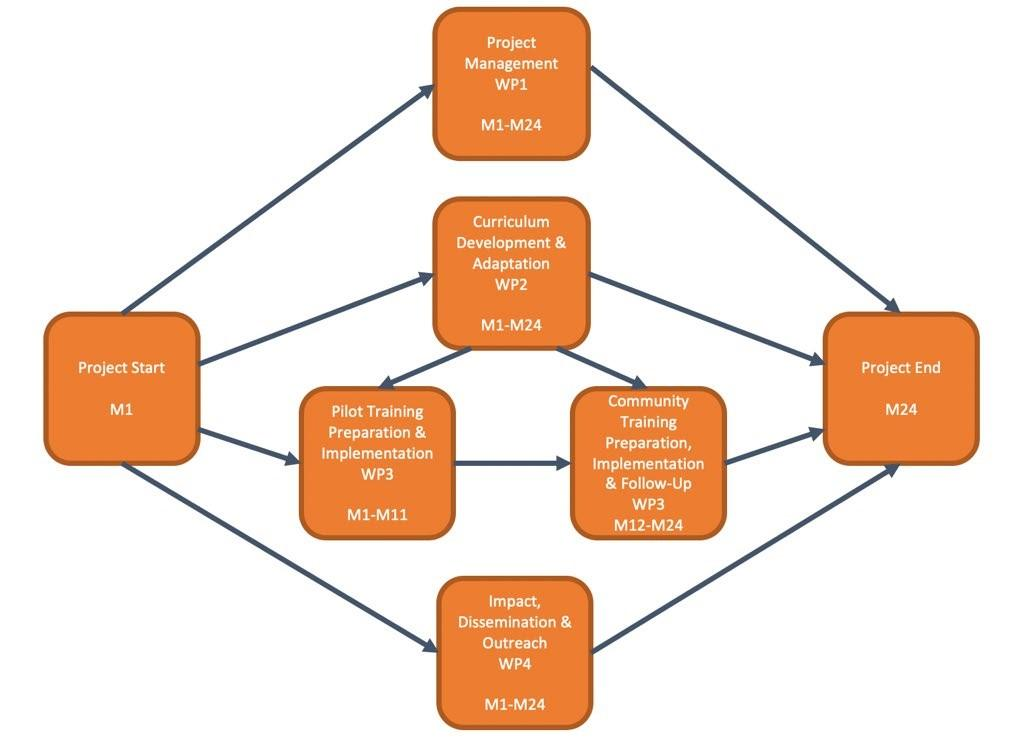 Project
Management
WP1
M1-M24
Curriculum
Development &
Adaptation
WP2
M1-M24
Project Start
M1
Pilot Training
Preparation &
Implementation
WP3
M1-M11
Community
Training
Preparation,
Implementation
& Follow-Up
WP3
M12-M24
Project End
M24
Impact,
Dissemination &
Outreach
WP4
M1-M24